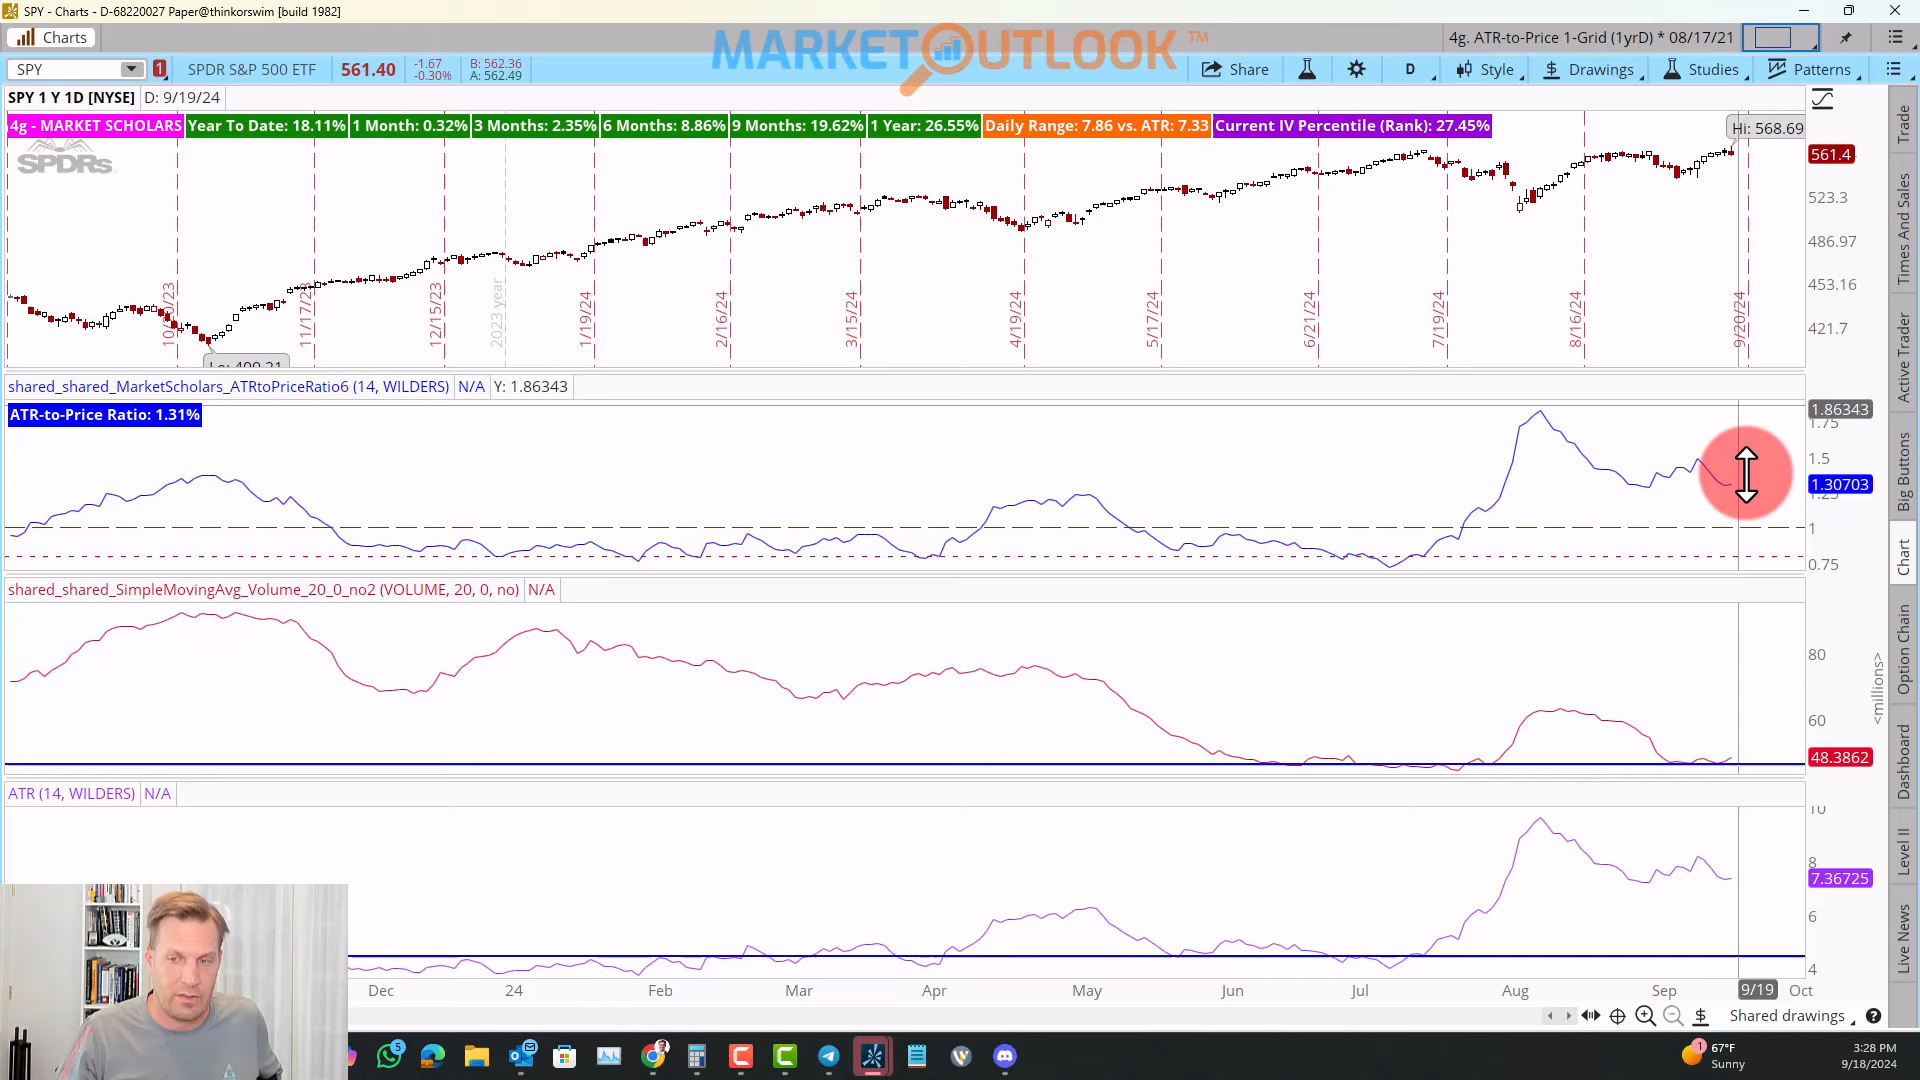 SPY - Charts - D-68220027 Paper@thinkorswim [build 1982]
Charts
MARKET OUTLOOK TM
4g. ATR-to-Price 1-Grid (1yrD) * 08/17/21
SPY
1
SPDR S&P 500 ETF
561.40
-1.67
-0.30%
B: 562.36
A: 562.49
Share
D
Style
$ Drawings
Studies
Patterns
SPY 1 Y 1D [NYSE]
D: 9/19/24
4g - MARKET SCHOLARS
Year To Date: 18.11%
1 Month: 0.32%
3 Months: 2.35%
6 Months: 8.86%
9 Months: 19.62%
1 Year: 26.55%
Daily Range: 7.86 vs. ATR: 7.33
Current IV Percentile (Rank): 27.45%
Hi: 568.69
SPDRs
561.4
523.3
486.97
453.16
421.7
11/17/23
12/15/23
2023 year
1/19/24
2/16/24
3/15/24
4/19/24
5/17/24
6/21/24
7/19/24
8/16/24
9/20/24
shared_shared_MarketScholars_ATRtoPriceRatio6 (14, WILDERS)
N/A
Y: 1.86343
ATR-to-Price Ratio: 1.31%
1.86343
1.75
1.5
1.30703
1.25
1
0.75
shared_shared_SimpleMovingAvg_Volume_20_0_no2 (VOLUME, 20, 0, no)
N/A
80
60
48.3862
<millions>
ATR (14, WILDERS)
N/A
10
8
7.36725
6
4
Dec
24
Feb
Mar
Apr
May
Jun
Jul
Aug
Sep
9/19
Oct
$
Shared drawings
?
Trade
Times And Sales
Active Trader
Big Buttons
Chart
Option Chain
Dashboard
Level II
Live News
5
1
67°F
Sunny
3:28 PM
9/18/2024